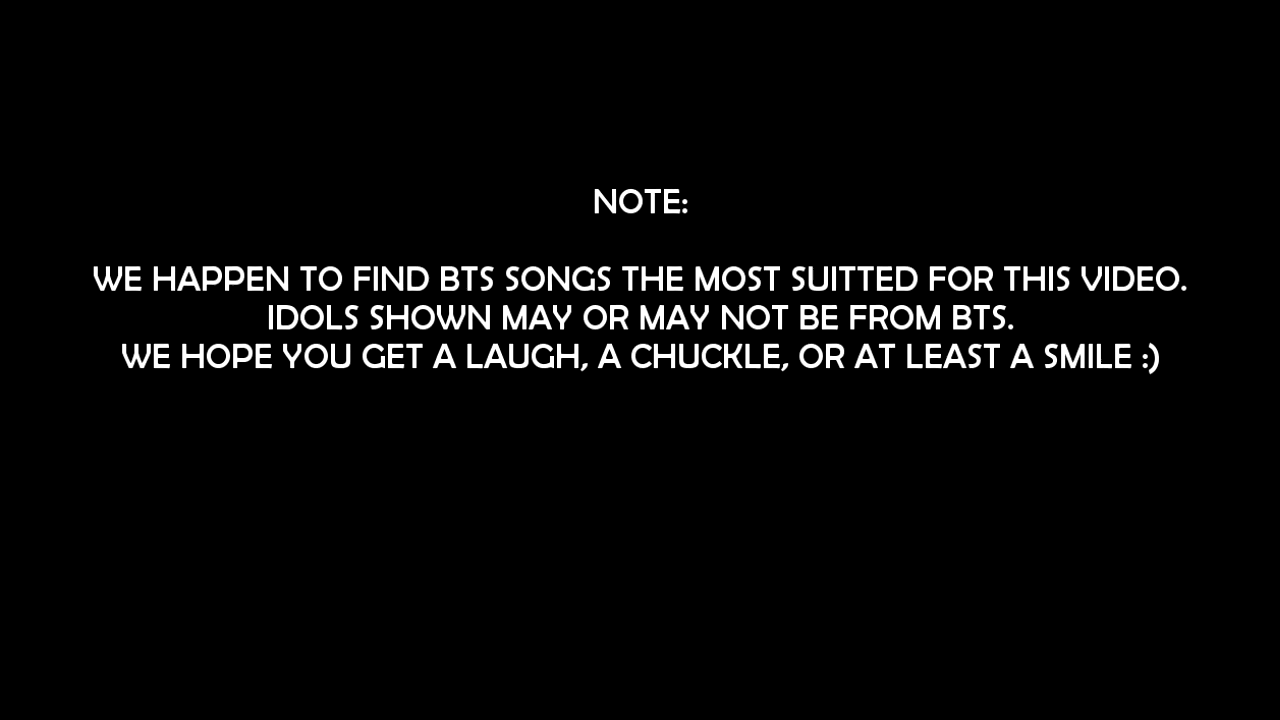 NOTE:
WE HAPPEN TO FIND BTS SONGS THE MOST SUITTED FOR THIS VIDEO.
IDOLS SHOWN MAY OR MAY NOT BE FROM BTS.
WE HOPE YOU GET A LAUGH, A CHUCKLE, OR AT LEAST A SMILE :)